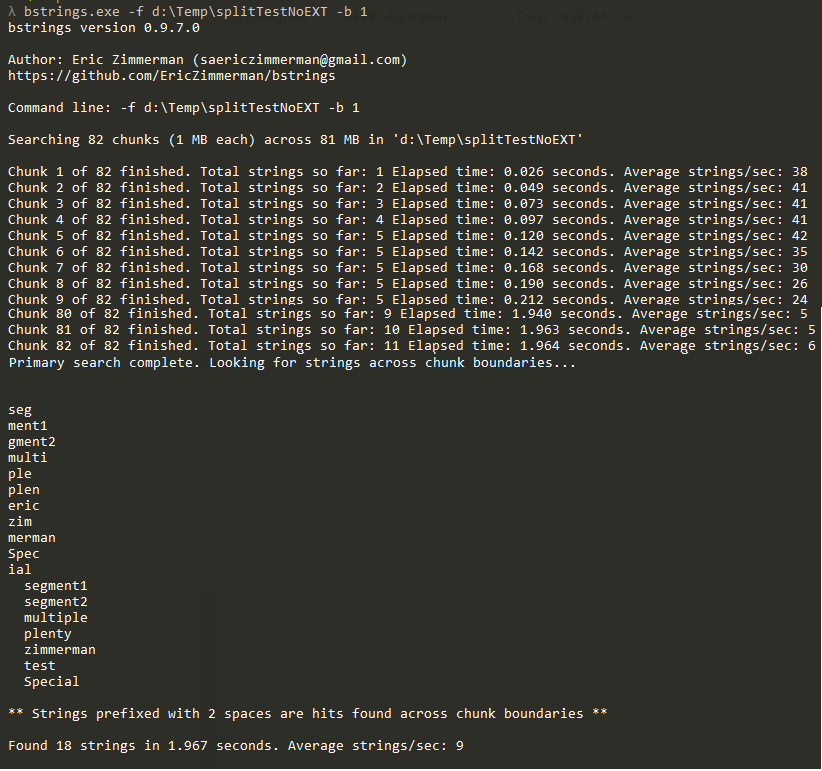 λ bstrings.exe -f d:\Temp\splitTestNoEXT -b 1
bstrings version 0.9.7.0
Author: Eric Zimmerman (saericzimmerman@gmail.com)
https://github.com/EricZimmerman/bstrings
Command line: -f d:\Temp\splitTestNoEXT -b 1
Searching 82 chunks (1 MB each) across 81 MB in 'd:\Temp\splitTestNoEXT'
Chunk 1 of 82 finished. Total strings so far: 1 Elapsed time: 0.026 seconds. Average strings/sec: 38
Chunk 2 of 82 finished. Total strings so far: 2 Elapsed time: 0.049 seconds. Average strings/sec: 41
Chunk 3 of 82 finished. Total strings so far: 3 Elapsed time: 0.073 seconds. Average strings/sec: 41
Chunk 4 of 82 finished. Total strings so far: 4 Elapsed time: 0.097 seconds. Average strings/sec: 41
Chunk 5 of 82 finished. Total strings so far: 5 Elapsed time: 0.120 seconds. Average strings/sec: 42
Chunk 6 of 82 finished. Total strings so far: 5 Elapsed time: 0.142 seconds. Average strings/sec: 35
Chunk 7 of 82 finished. Total strings so far: 5 Elapsed time: 0.168 seconds. Average strings/sec: 30
Chunk 8 of 82 finished. Total strings so far: 5 Elapsed time: 0.190 seconds. Average strings/sec: 26
Chunk 9 of 82 finished. Total strings so far: 5 Elapsed time: 0.212 seconds. Average strings/sec: 24
Chunk 80 of 82 finished. Total strings so far: 9 Elapsed time: 1.940 seconds. Average strings/sec: 5
Chunk 81 of 82 finished. Total strings so far: 10 Elapsed time: 1.963 seconds. Average strings/sec: 5
Chunk 82 of 82 finished. Total strings so far: 11 Elapsed time: 1.964 seconds. Average strings/sec: 6
Primary search complete. Looking for strings across chunk boundaries...
seg
ment1
gment2
multi
ple
plen
eric
zim
merman
Spec
ial
  segment1
  segment2
  multiple
  plenty
  zimmerman
  test
  Special
** Strings prefixed with 2 spaces are hits found across chunk boundaries **
Found 18 strings in 1.967 seconds. Average strings/sec: 9